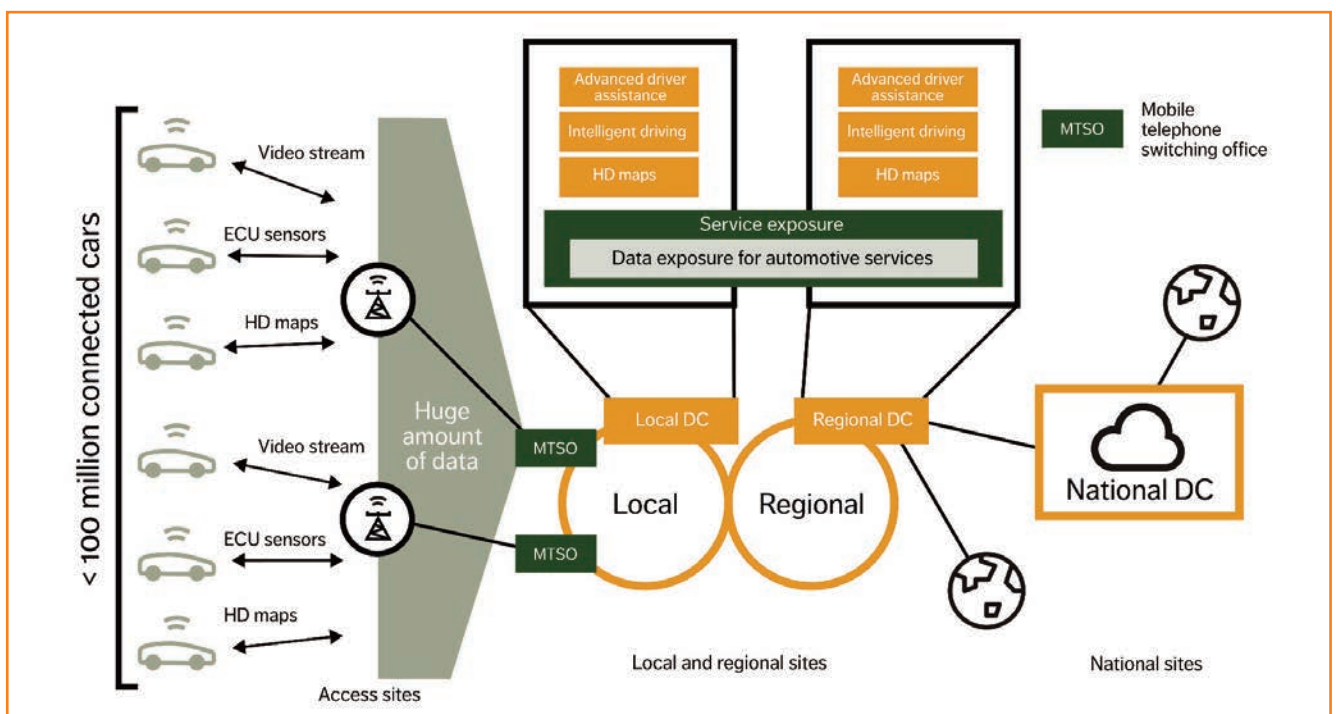 < 100 million connected cars
Video stream
ECU sensors
HD maps
Video stream
ECU sensors
HD maps
Access sites
Huge
amount
of data
MTSO
MTSO
Advanced driver
assistance
Intelligent driving
HD maps
Advanced driver
assistance
Intelligent driving
HD maps
Service exposure
Data exposure for automotive services
Local DC
Regional DC
Local
Regional
Local and regional sites
MTSO
Mobile
telephone
switching office
National DC
National sites